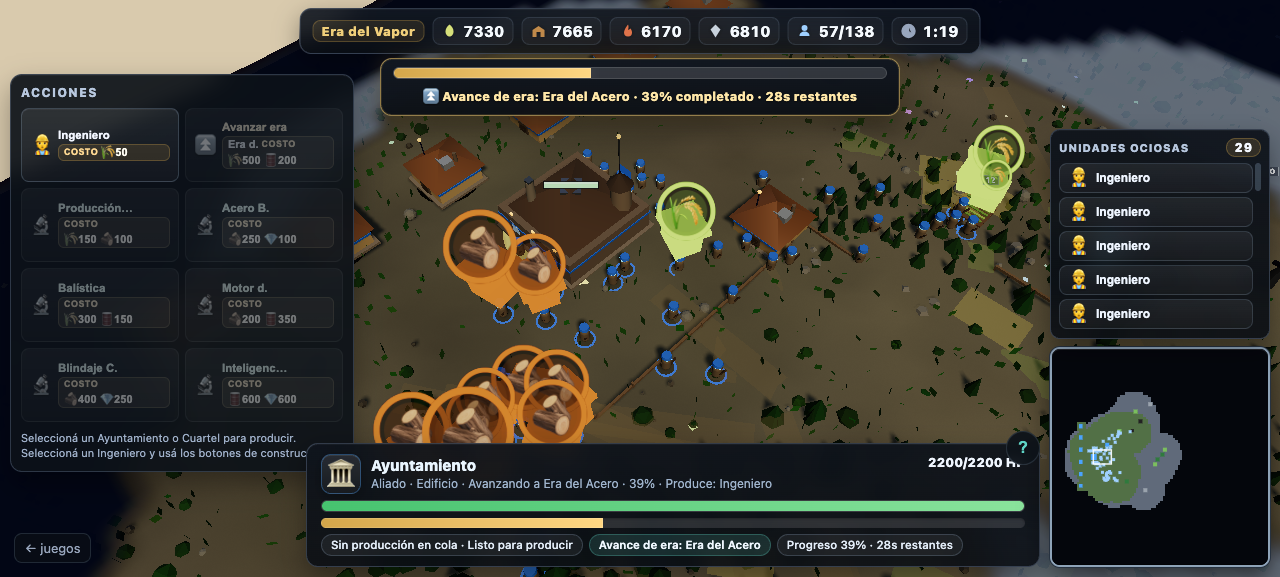 Era del Vapor 7330 7665 6170 6810 57/138 1:19
Avance de era: Era del Acero · 39% completado · 28s restantes
ACCIONES
Ingeniero
COSTO 50
Avanzar era
Era d. COSTO
500 200
Producción...
COSTO
150 100
Acero B.
COSTO
250 100
Balística
COSTO
300 150
Motor d.
COSTO
200 350
Blindaje C.
COSTO
400 250
Inteligenc...
COSTO
600 600
Seleccioná un Ayuntamiento o Cuartel para producir.
Seleccioná un Ingeniero y usá los botones de construc
UNIDADES OCIOSAS 29
Ingeniero
Ingeniero
Ingeniero
Ingeniero
Ingeniero
?
Ayuntamiento
2200/2200
Aliado · Edificio · Avanzando a Era del Acero · 39% · Produce: Ingeniero
Sin producción en cola · Listo para producir
Avance de era: Era del Acero
Progreso 39% · 28s restantes
← juegos